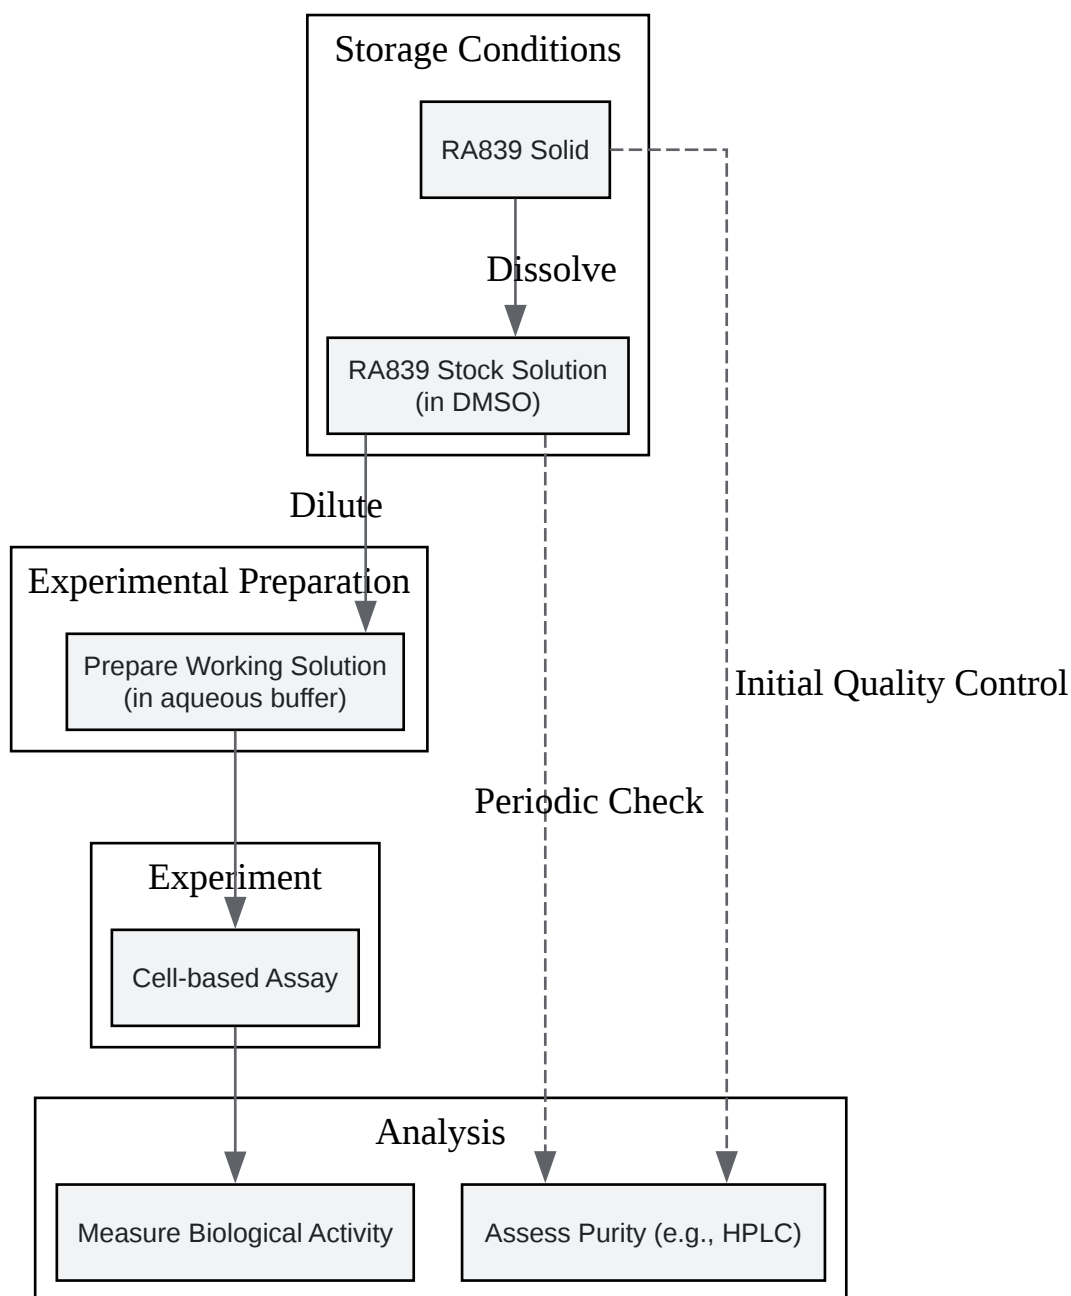 Storage Conditions
RA839 Solid
Dissolve
RA839 Stock Solution
(in DMSO)
Dilute
Experimental Preparation
Prepare Working Solution
(in aqueous buffer)
Initial Quality Control
Periodic Check
Experiment
Cell-based Assay
Analysis
Measure Biological Activity
Assess Purity (e.g., HPLC)